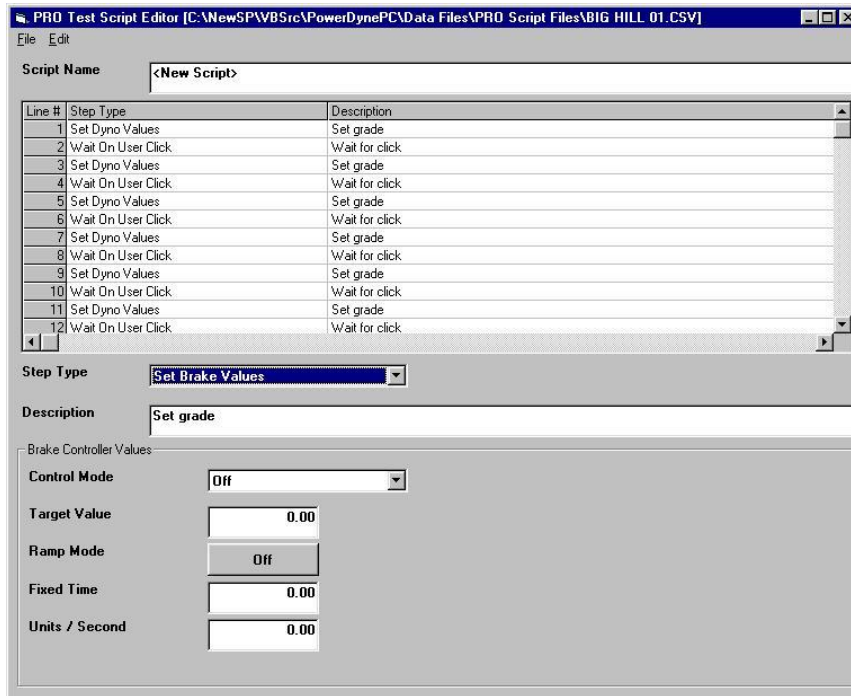 PRO Test Script Editor [C:\NewSP\VBSrc\PowerDynePC\Data Files\PRO Script Files\BIG HILL 01.CSV]
File Edit
Script Name <New Script>
Line # Step Type Description
1 Set Dyno Values Set grade
2 Wait On User Click Wait for click
3 Set Dyno Values Set grade
4 Wait On User Click Wait for click
5 Set Dyno Values Set grade
6 Wait On User Click Wait for click
7 Set Dyno Values Set grade
8 Wait On User Click Wait for click
9 Set Dyno Values Set grade
10 Wait On User Click Wait for click
11 Set Dyno Values Set grade
12 Wait On User Click Wait for click
Step Type Set Brake Values
Description Set grade
Brake Controller Values
Control Mode Off
Target Value 0.00
Ramp Mode Off
Fixed Time 0.00
Units / Second 0.00